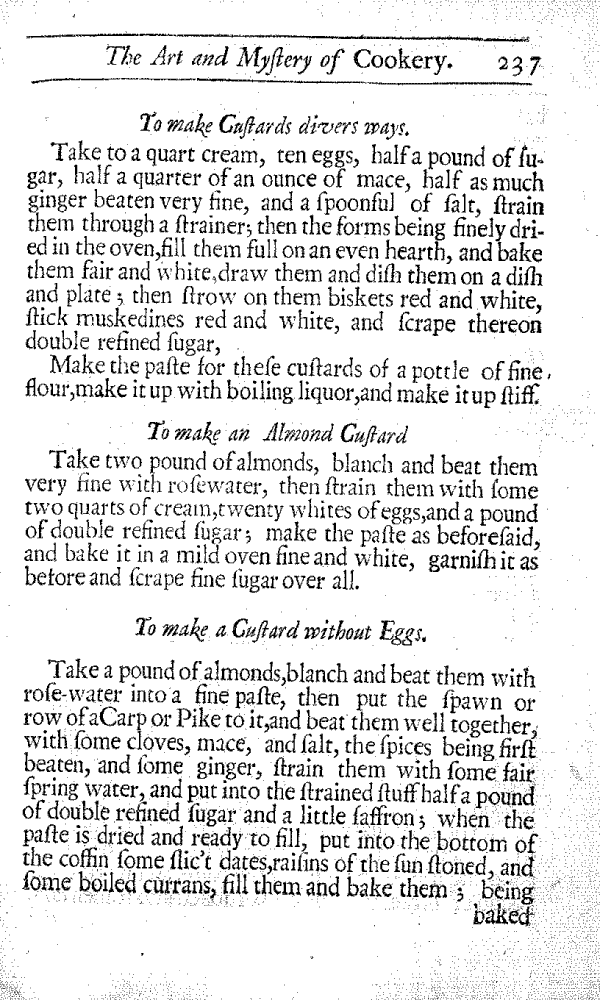 The Art and Myſtery of Cookery. 237
To make Cuſtards divers ways.
Take to a quart cream, ten eggs, half a pound of ſu-
gar, half a quarter of an ounce of mace, half as much
ginger beaten very fine, and a ſpoonful of ſalt, ſtrain
them through a ſtrainer; then the forms being finely dri-
ed in the oven, fill them full on an even hearth, and bake
them fair and white, draw them and diſh them on a diſh
and plate; then ſtrow on them biskets red and white,
ſtick muskedines red and white, and ſcrape thereon
double refined ſugar,
Make the paſte for theſe cuſtards of a pottle of fine
flour, make it up with boiling liquor, and make it up ſtiff.
To make an Almond Cuſtard
Take two pound of almonds, blanch and beat them
very fine with roſewater, then ſtrain them with ſome
two quarts of cream, twenty whites of eggs, and a pound
of double refined ſugar; make the paſte as beforeſaid,
and bake it in a mild oven fine and white, garniſh it as
before and ſcrape fine ſugar over all.
To make a Cuſtard without Eggs.
Take a pound of almonds, blanch and beat them with
roſe-water into a fine paſte, then put the ſpawn or
row of a Carp or Pike to it, and beat them well together,
with ſome cloves, mace, and ſalt, the ſpices being firſt
beaten, and ſome ginger, ſtrain them with ſome fair
ſpring water, and put into the ſtrained ſtuff half a pound
of double refined ſugar and a little ſaffron; when the
paſte is dried and ready to fill, put into the bottom of
the coffin ſome ſlic't dates, raiſins of the ſun ſtoned, and
ſome boiled currans, fill them and bake them; being
baked